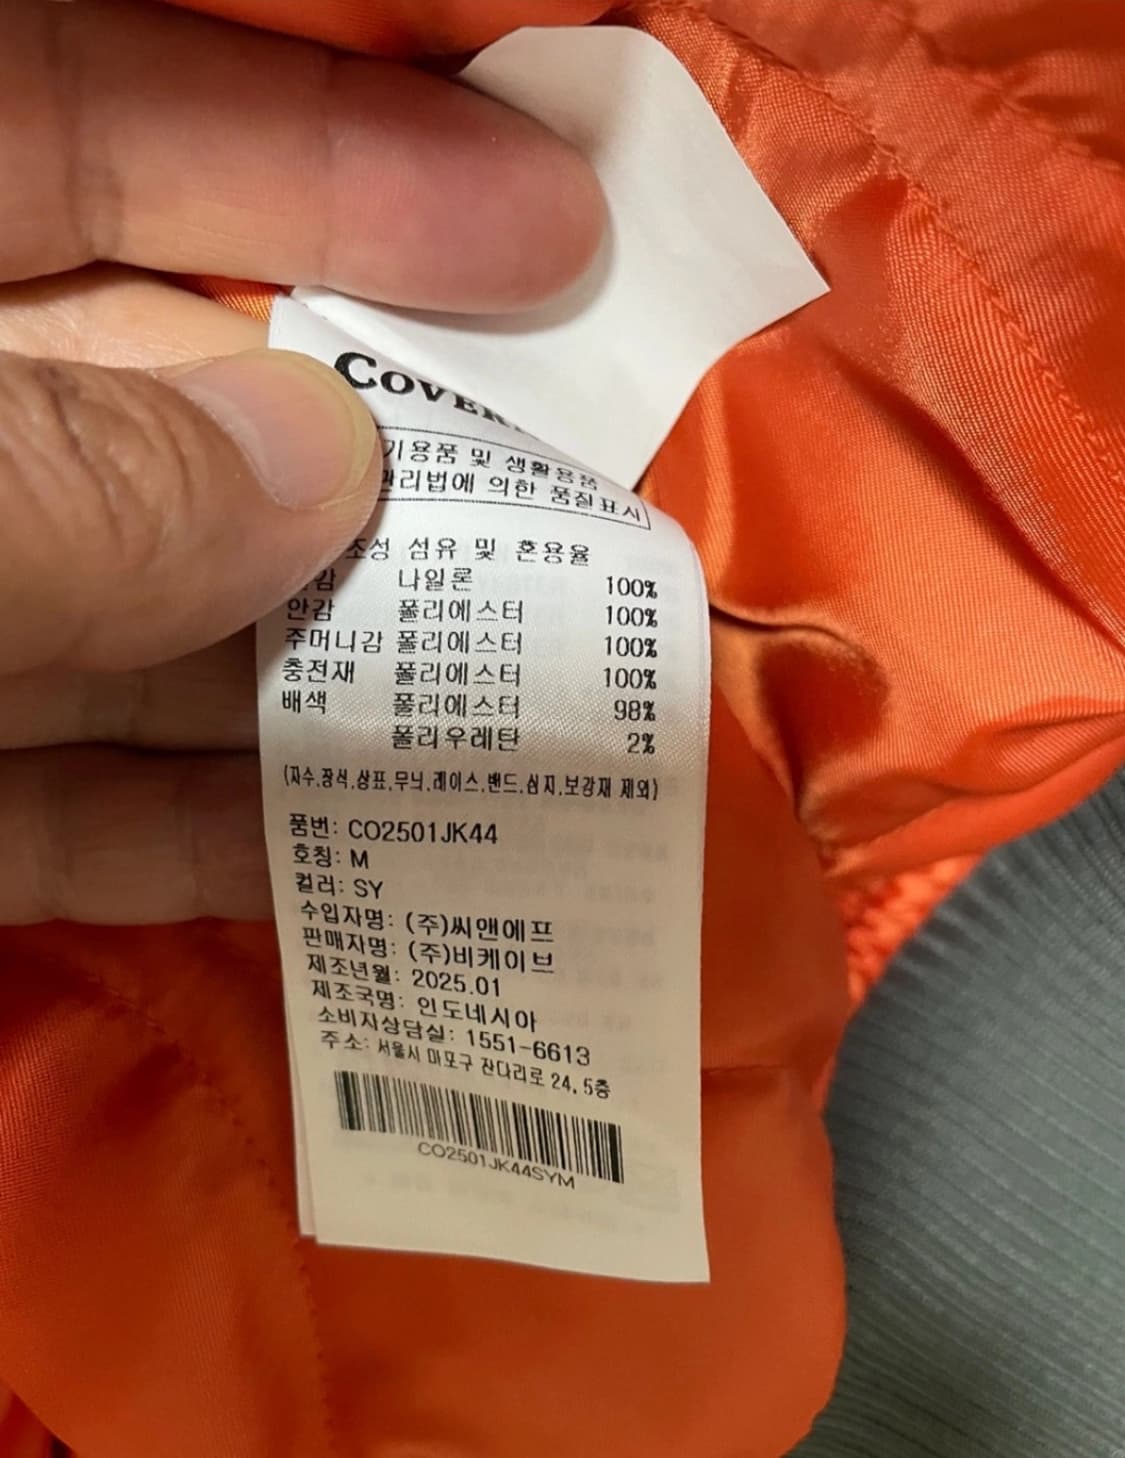 COVER
기용품 및 생활용품
관리법에 의한 품질표시
조성 섬유 및 혼용율
감 나일론 100%
안감 폴리에스터 100%
주머니감 폴리에스터 100%
충전재 폴리에스터 100%
배색 폴리에스터 98%
폴리우레탄 2%
(자수,장식,상표,무늬,레이스,밴드,심지,보강재 제외)
품번: CO2501JK44
호칭: M
컬러: SY
수입자명: (주)씨앤에프
판매자명: (주)비케이브
제조년월: 2025.01
제조국명: 인도네시아
소비자상담실: 1551-6613
주소: 서울시 마포구 잔다리로 24, 5층
CO2501JK44SYM